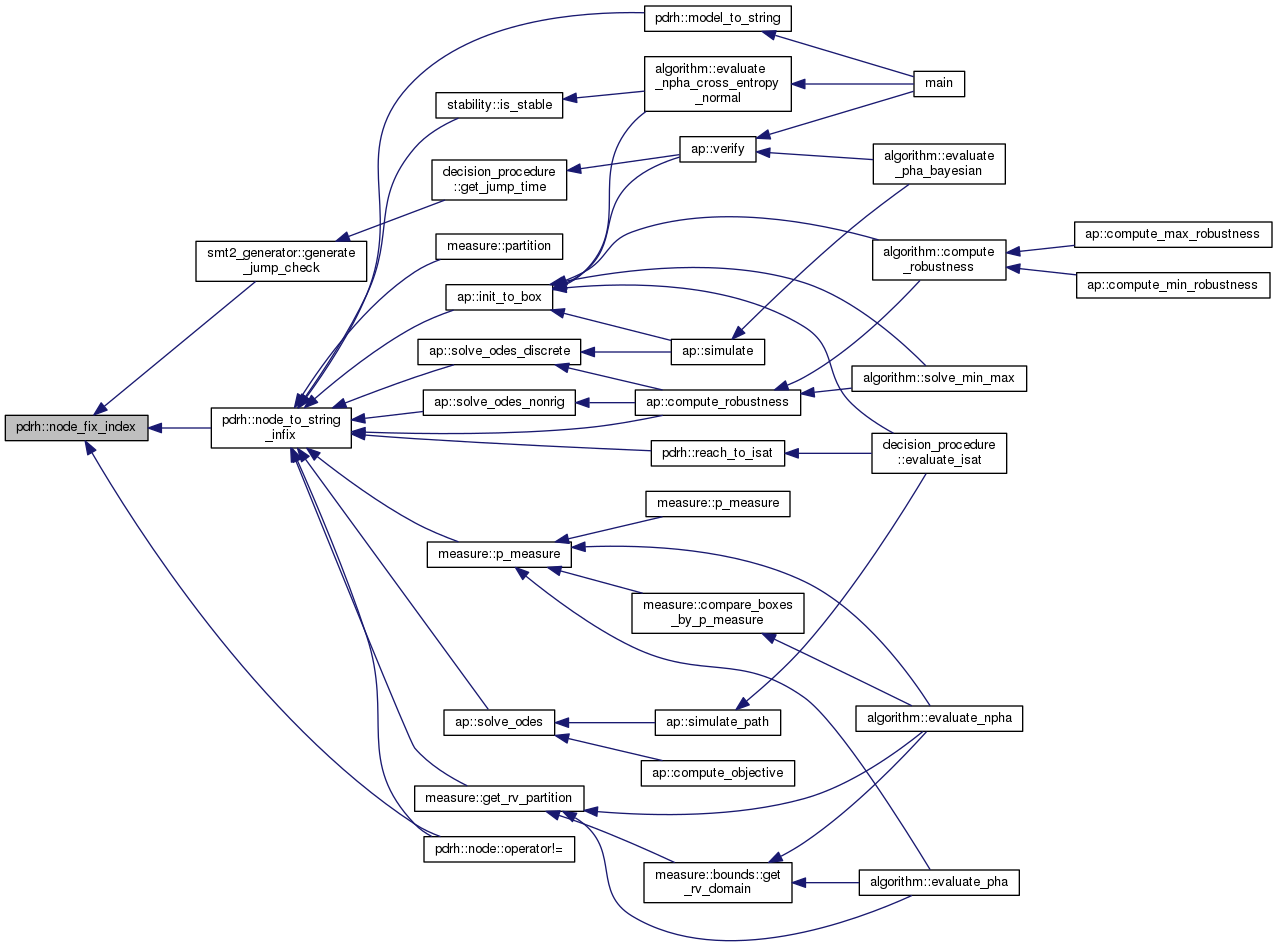 pdrh::model_to_string
algorithm::evaluate
_npha_cross_entropy
_normal
main
stability::is_stable
ap::verify
algorithm::evaluate
_pha_bayesian
decision_procedure
::get_jump_time
smt2_generator::generate
_jump_check
measure::partition
algorithm::compute
_robustness
ap::compute_max_robustness
ap::compute_min_robustness
ap::init_to_box
ap::solve_odes_discrete
ap::simulate
algorithm::solve_min_max
ap::solve_odes_nonrig
ap::compute_robustness
pdrh::node_fix_index
pdrh::node_to_string
_infix
pdrh::reach_to_isat
decision_procedure
::evaluate_isat
measure::p_measure
measure::p_measure
measure::compare_boxes
_by_p_measure
ap::solve_odes
ap::simulate_path
algorithm::evaluate_npha
ap::compute_objective
measure::get_rv_partition
pdrh::node::operator!=
measure::bounds::get
_rv_domain
algorithm::evaluate_pha